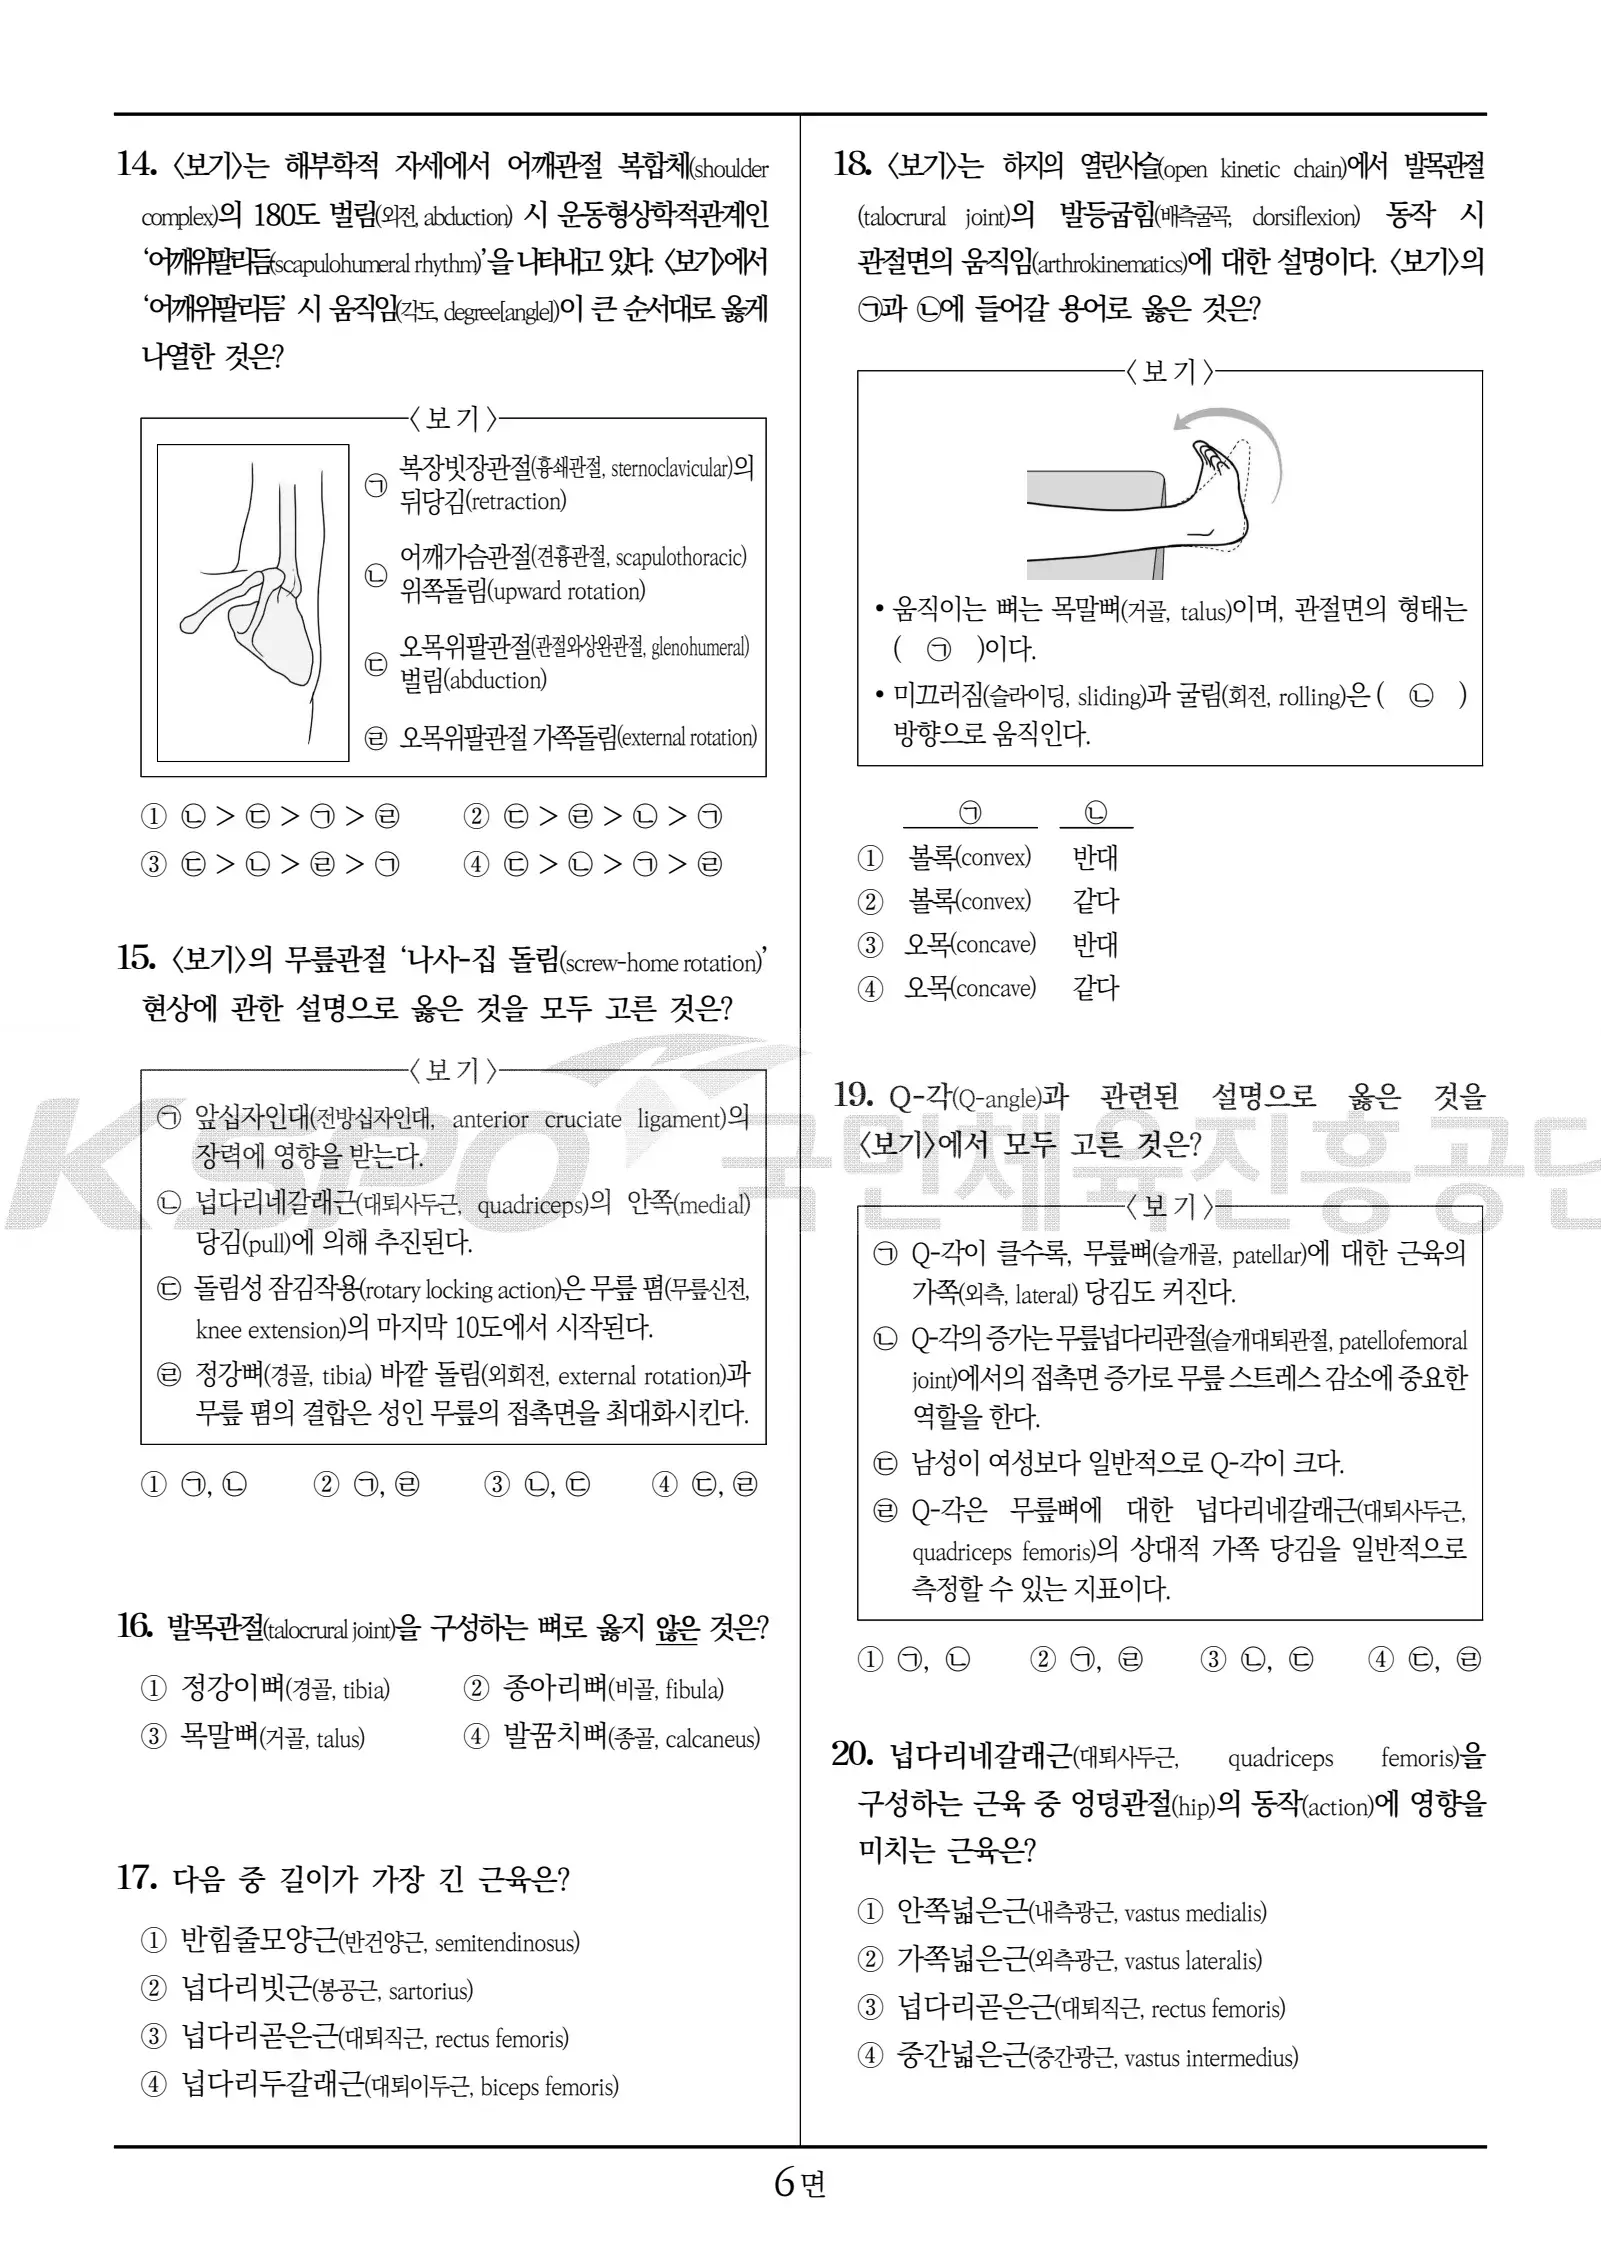 14. 〈보기〉는 해부학적 자세에서 어깨관절 복합체(shoulder
complex)의 180도 벌림(외전, abduction) 시 운동형상학적관계인
‘어깨위팔리듬(scapulohumeral rhythm)’을 나타내고 있다. 〈보기〉에서
‘어깨위팔리듬’ 시 움직임(각도, degree[angle])이 큰 순서대로 옳게
나열한 것은?
〈보기〉
㉠ 복장빗장관절(흉쇄관절, sternoclavicular)의
뒤당김(retraction)
㉡ 어깨가슴관절(견흉관절, scapulothoracic)
위쪽돌림(upward rotation)
㉢ 오목위팔관절(관절와상완관절, glenohumeral)
벌림(abduction)
㉣ 오목위팔관절 가쪽돌림(external rotation)
① ㉡ > ㉢ > ㉠ > ㉣ ② ㉢ > ㉣ > ㉡ > ㉠
③ ㉢ > ㉡ > ㉣ > ㉠ ④ ㉢ > ㉡ > ㉠ > ㉣
15. 〈보기〉의 무릎관절 ‘나사-집 돌림(screw-home rotation)’
현상에 관한 설명으로 옳은 것을 모두 고른 것은?
〈보기〉
㉠ 앞십자인대(전방십자인대, anterior cruciate ligament)의
장력에 영향을 받는다.
㉡ 넙다리네갈래근(대퇴사두근, quadriceps)의 안쪽(medial)
당김(pull)에 의해 추진된다.
㉢ 돌림성 잠김작용(rotary locking action)은 무릎 폄(무릎신전,
knee extension)의 마지막 10도에서 시작된다.
㉣ 정강뼈(경골, tibia) 바깥 돌림(외회전, external rotation)과
무릎 폄의 결합은 성인 무릎의 접촉면을 최대화시킨다.
① ㉠, ㉡ ② ㉠, ㉣ ③ ㉡, ㉢ ④ ㉢, ㉣
16. 발목관절(talocrural joint)을 구성하는 뼈로 옳지 않은 것은?
① 정강이뼈(경골, tibia) ② 종아리뼈(비골, fibula)
③ 목말뼈(거골, talus) ④ 발꿈치뼈(종골, calcaneus)
17. 다음 중 길이가 가장 긴 근육은?
① 반힘줄모양근(반건양근, semitendinosus)
② 넙다리빗근(봉공근, sartorius)
③ 넙다리곧은근(대퇴직근, rectus femoris)
④ 넙다리두갈래근(대퇴이두근, biceps femoris)
18. 〈보기〉는 하지의 열린사슬(open kinetic chain)에서 발목관절
(talocrural joint)의 발등굽힘(배측굴곡, dorsiflexion) 동작 시
관절면의 움직임(arthrokinematics)에 대한 설명이다. 〈보기〉의
㉠과 ㉡에 들어갈 용어로 옳은 것은?
〈보기〉
• 움직이는 뼈는 목말뼈(거골, talus)이며, 관절면의 형태는
( ㉠ )이다.
• 미끄러짐(슬라이딩, sliding)과 굴림(회전, rolling)은 ( ㉡ )
방향으로 움직인다.
㉠ ㉡
① 볼록(convex) 반대
② 볼록(convex) 같다
③ 오목(concave) 반대
④ 오목(concave) 같다
19. Q-각(Q-angle)과 관련된 설명으로 옳은 것을
〈보기〉에서 모두 고른 것은?
〈보기〉
㉠ Q-각이 클수록, 무릎뼈(슬개골, patellar)에 대한 근육의
가쪽(외측, lateral) 당김도 커진다.
㉡ Q-각의 증가는 무릎넙다리관절(슬개대퇴관절, patellofemoral
joint)에서의 접촉면 증가로 무릎 스트레스 감소에 중요한
역할을 한다.
㉢ 남성이 여성보다 일반적으로 Q-각이 크다.
㉣ Q-각은 무릎뼈에 대한 넙다리네갈래근(대퇴사두근,
quadriceps femoris)의 상대적 가쪽 당김을 일반적으로
측정할 수 있는 지표이다.
① ㉠, ㉡ ② ㉠, ㉣ ③ ㉡, ㉢ ④ ㉢, ㉣
20. 넙다리네갈래근(대퇴사두근, quadriceps femoris)을
구성하는 근육 중 엉덩관절(hip)의 동작(action)에 영향을
미치는 근육은?
① 안쪽넓은근(내측광근, vastus medialis)
② 가쪽넓은근(외측광근, vastus lateralis)
③ 넙다리곧은근(대퇴직근, rectus femoris)
④ 중간넓은근(중간광근, vastus intermedius)
KSPO 국민체육진흥공단
6면